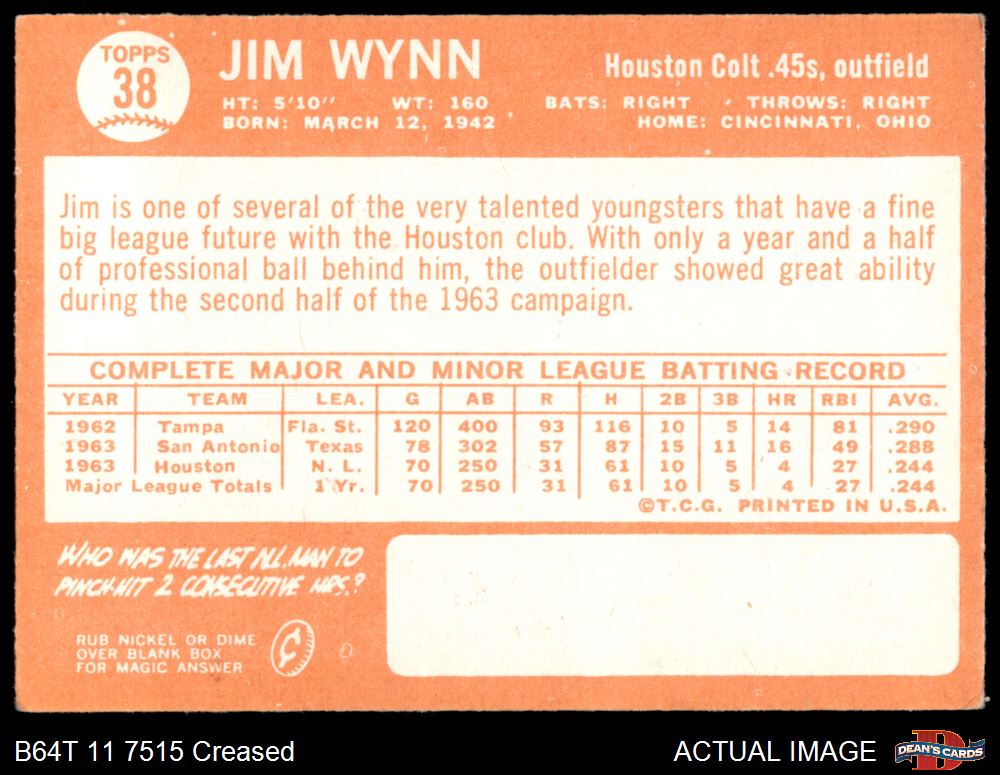 TOPPS
38
JIM WYNN
Houston Colt .45s, outfield
HT: 5'10" WT: 160 BATS: RIGHT · THROWS: RIGHT
BORN: MARCH 12, 1942 HOME: CINCINNATI, OHIO
Jim is one of several of the very talented youngsters that have a fine
big league future with the Houston club. With only a year and a half
of professional ball behind him, the outfielder showed great ability
during the second half of the 1963 campaign.
COMPLETE MAJOR AND MINOR LEAGUE BATTING RECORD
YEAR TEAM LEA. G AB R H 2B 3B HR RBI AVG.
1962 Tampa Fla. St. 120 400 93 116 10 5 14 81 .290
1963 San Antonio Texas 78 302 57 87 15 11 16 49 .288
1963 Houston N. L. 70 250 31 61 10 5 4 27 .244
Major League Totals 1 Yr. 70 250 31 61 10 5 4 27 .244
©T.C.G. PRINTED IN U.S.A.
WHO WAS THE LAST N.L. MAN TO
PINCH-HIT 2 CONSECUTIVE HRS.?
RUB NICKEL OR DIME
OVER BLANK BOX
FOR MAGIC ANSWER
¢
B64T 11 7515 Creased
ACTUAL IMAGE
DEAN'S CARDS